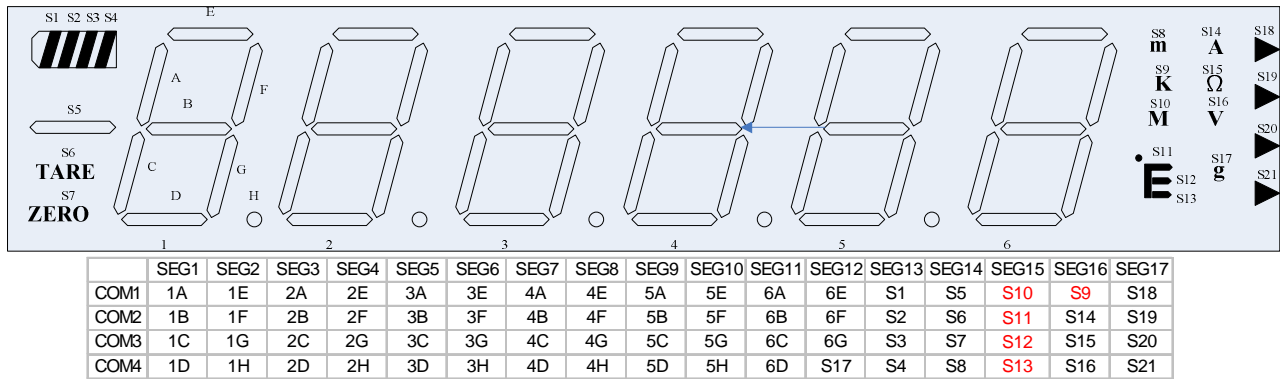 E
S1 S2 S3 S4
A
B
F
S5
S6
TARE
S7
ZERO
C
D
G
H
S8
m
S14
A
S18
S9
K
S15
Ω
S19
S10
M
S16
V
S20
S11
E
S12
S13
S17
g
S21
1 2 3 4 5 6
SEG1 SEG2 SEG3 SEG4 SEG5 SEG6 SEG7 SEG8 SEG9 SEG10 SEG11 SEG12 SEG13 SEG14 SEG15 SEG16 SEG17
COM1 1A 1E 2A 2E 3A 3E 4A 4E 5A 5E 6A 6E S1 S5 S10 S9 S18
COM2 1B 1F 2B 2F 3B 3F 4B 4F 5B 5F 6B 6F S2 S6 S11 S14 S19
COM3 1C 1G 2C 2G 3C 3G 4C 4G 5C 5G 6C 6G S3 S7 S12 S15 S20
COM4 1D 1H 2D 2H 3D 3H 4D 4H 5D 5H 6D S17 S4 S8 S13 S16 S21